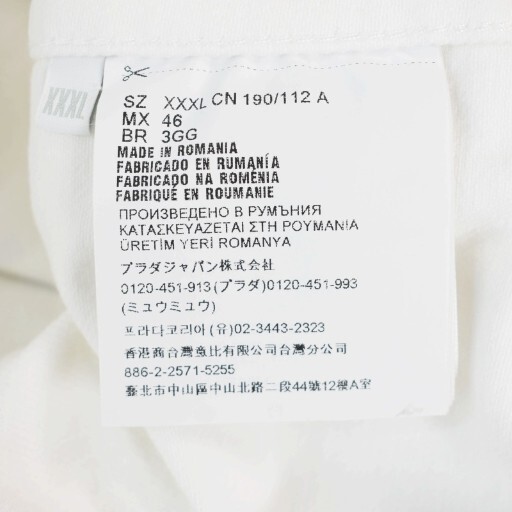 XXXL
SZ XXXL CN 190/112 A
MX 46
BR 3GG
MADE IN ROMANIA
FABRICADO EN RUMANÍA
FABRICADO NA ROMÉNIA
FABRIQUÉ EN ROUMANIE
ПРОИЗВЕДЕНО В РУМЪНИЯ
ΚΑΤΑΣΚΕΥΑΖΕΤΑΙ ΣΤΗ ΡΟΥΜΑΝΙΑ
ÜRETİM YERİ ROMANYA
プラダジャパン株式会社
0120-451-913(プラダ)0120-451-993
(ミュウミュウ)
프라다코리아(유)02-3443-2323
香港商台灣童比有限公司台灣分公司
886-2-2571-5255
臺北市中山區中山北路二段44號12樓A室